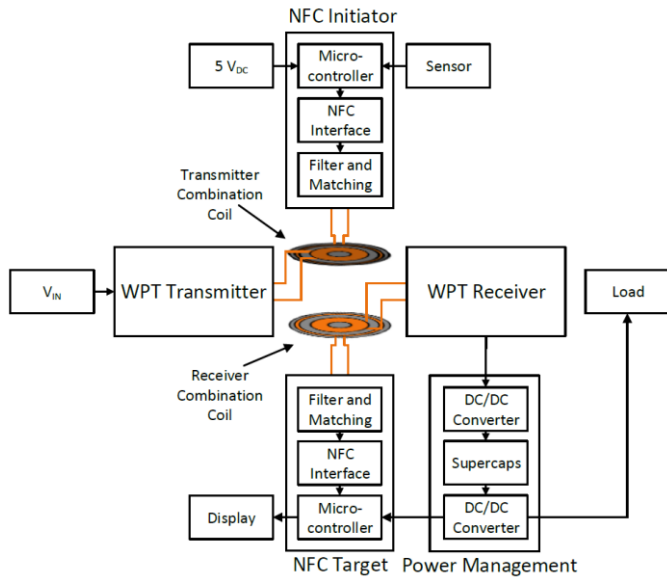 NFC Initiator
5 V_DC
Micro-
controller
Sensor
NFC
Interface
Filter and
Matching
Transmitter
Combination
Coil
V_IN
WPT Transmitter
WPT Receiver
Load
Receiver
Combination
Coil
Filter and
Matching
DC/DC
Converter
NFC
Interface
Supercaps
Display
Micro-
controller
DC/DC
Converter
NFC Target
Power Management